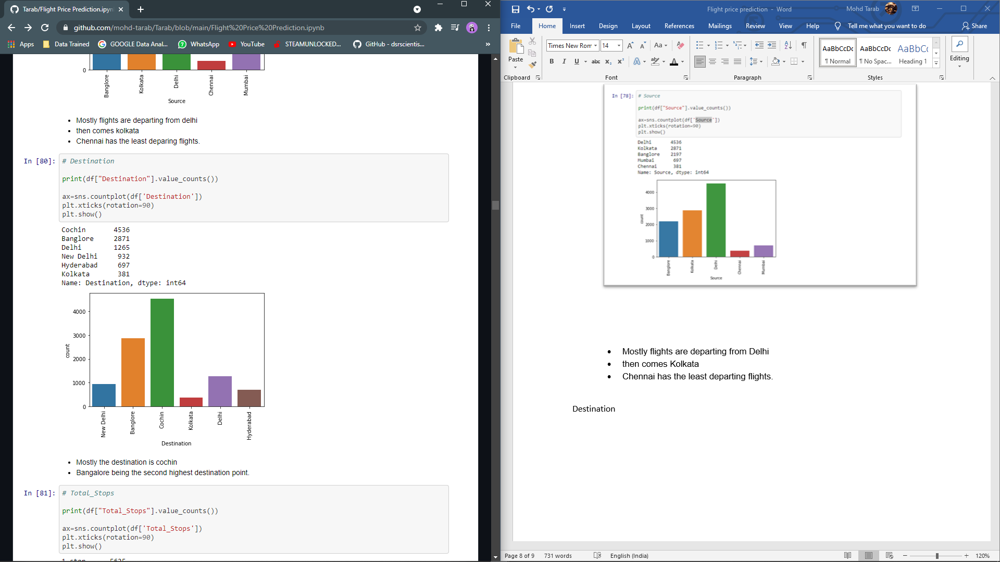 Tarab/Flight Price Prediction.ipyn
github.com/mohd-tarab/Tarab/blob/main/Flight%20Price%20Prediction.ipynb
Apps Data Trained GOOGLE Data Anal... WhatsApp YouTube STEAMUNLOCKED... GitHub - dsrscientis... »
0
Banglore
Kolkata
Delhi
Chennai
Mumbai
Source
• Mostly flights are departing from delhi
• then comes kolkata
• Chennai has the least deparing flights.
In [80]: # Destination
print(df["Destination"].value_counts())
ax=sns.countplot(df['Destination'])
plt.xticks(rotation=90)
plt.show()
Cochin 4536
Banglore 2871
Delhi 1265
New Delhi 932
Hyderabad 697
Kolkata 381
Name: Destination, dtype: int64
4000
3000
2000
1000
0
count
New Delhi
Banglore
Cochin
Kolkata
Delhi
Hyderabad
Destination
• Mostly the destination is cochin
• Bangalore being the second highest destination point.
In [81]: # Total_Stops
print(df["Total_Stops"].value_counts())
ax=sns.countplot(df['Total_Stops'])
plt.xticks(rotation=90)
plt.show()
1 stop 5625
Flight price prediction - Word
Mohd Tarab
File Home Insert Design Layout References Mailings Review View Help Tell me what you want to do Share
Paste
Clipboard
Times New Ror 14
Aa
B I U abc x₂ x²
Font
Paragraph
AaBbCcDc AaBbCcDc AaBbCc
¶ Normal ¶ No Spac... Heading 1
Styles
Editing
In [78]: # Source
print(df["Source"].value_counts())
ax=sns.countplot(df['Source'])
plt.xticks(rotation=90)
plt.show()
Delhi 4536
Kolkata 2871
Banglore 2197
Mumbai 697
Chennai 381
Name: Source, dtype: int64
4000
3000
2000
1000
0
count
Banglore
Kolkata
Delhi
Chennai
Mumbai
Source
• Mostly flights are departing from Delhi
• then comes Kolkata
• Chennai has the least departing flights.
Destination
Page 8 of 9 731 words English (India) 120%